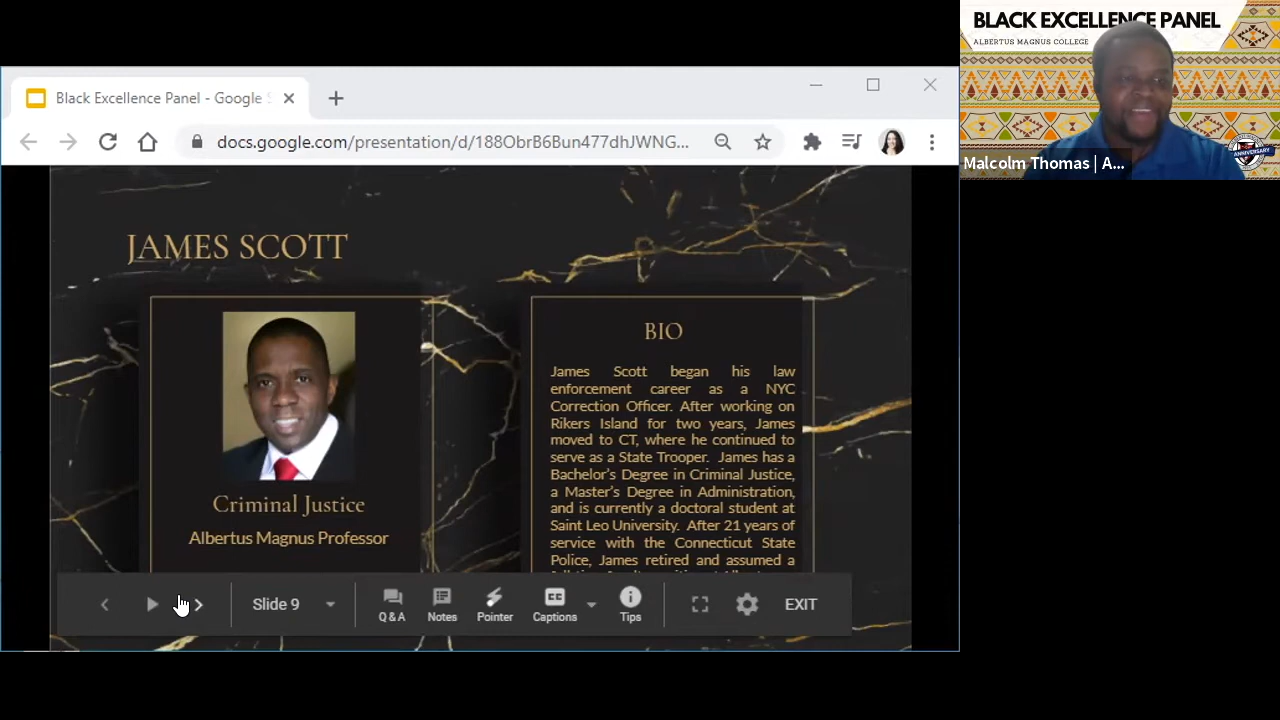 BLACK EXCELLENCE PANEL
ALBERTUS MAGNUS COLLEGE
ANNIVERSARY
Malcolm Thomas | A...
Black Excellence Panel - Google
docs.google.com/presentation/d/188ObrB6Bun477dhJWNG...
JAMES SCOTT
Criminal Justice
Albertus Magnus Professor
BIO
James Scott began his law
enforcement career as a NYC
Correction Officer. After working on
Rikers Island for two years, James
moved to CT, where he continued to
serve as a State Trooper. James has a
Bachelor's Degree in Criminal Justice,
a Master's Degree in Administration,
and is currently a doctoral student at
Saint Leo University. After 21 years of
service with the Connecticut State
Police, James retired and assumed a
Slide 9
Q & A
Notes
Pointer
CC
Captions
Tips
EXIT